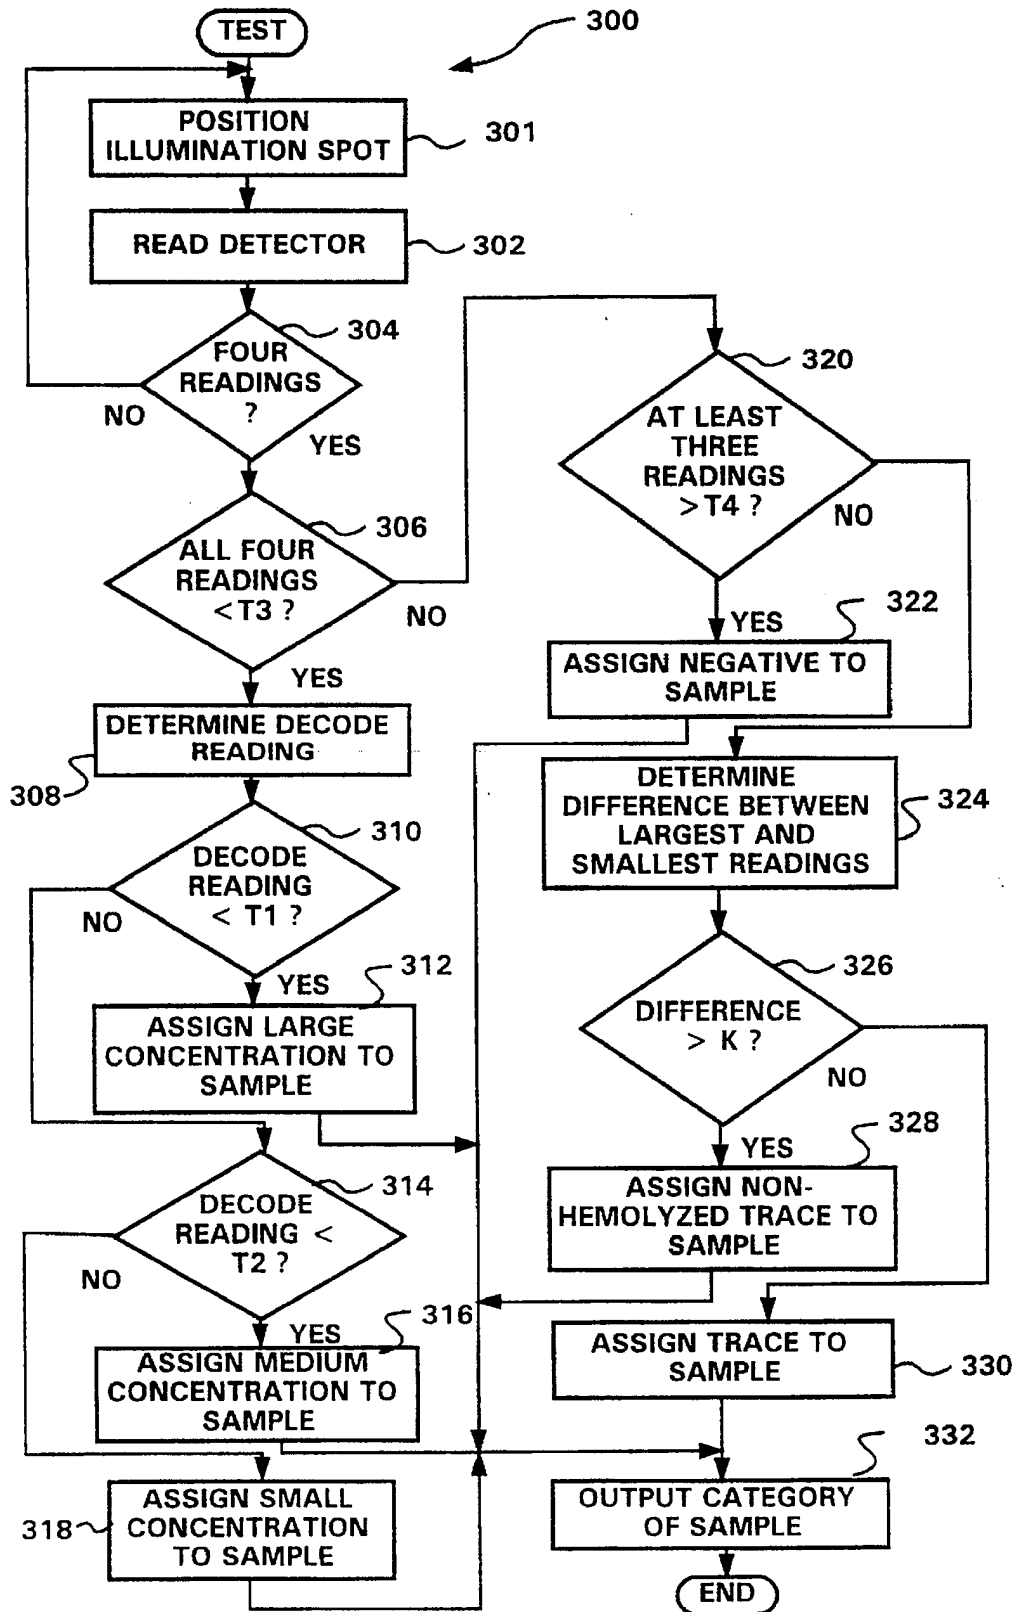 TEST
300
POSITION
ILLUMINATION SPOT
301
READ DETECTOR
302
304
FOUR
READINGS
?
NO
YES
306
ALL FOUR
READINGS
< T3 ?
NO
YES
DETERMINE DECODE
READING
308
310
DECODE
READING
< T1 ?
NO
YES
312
ASSIGN LARGE
CONCENTRATION TO
SAMPLE
314
DECODE
READING <
T2 ?
NO
YES
316
ASSIGN MEDIUM
CONCENTRATION TO
SAMPLE
ASSIGN SMALL
CONCENTRATION
TO SAMPLE
318
320
AT LEAST
THREE
READINGS
> T4 ?
NO
YES
322
ASSIGN NEGATIVE TO
SAMPLE
DETERMINE
DIFFERENCE BETWEEN
LARGEST AND
SMALLEST READINGS
324
326
DIFFERENCE
> K ?
NO
YES
328
ASSIGN NON-
HEMOLYZED TRACE TO
SAMPLE
ASSIGN TRACE TO
SAMPLE
330
332
OUTPUT CATEGORY
OF SAMPLE
END